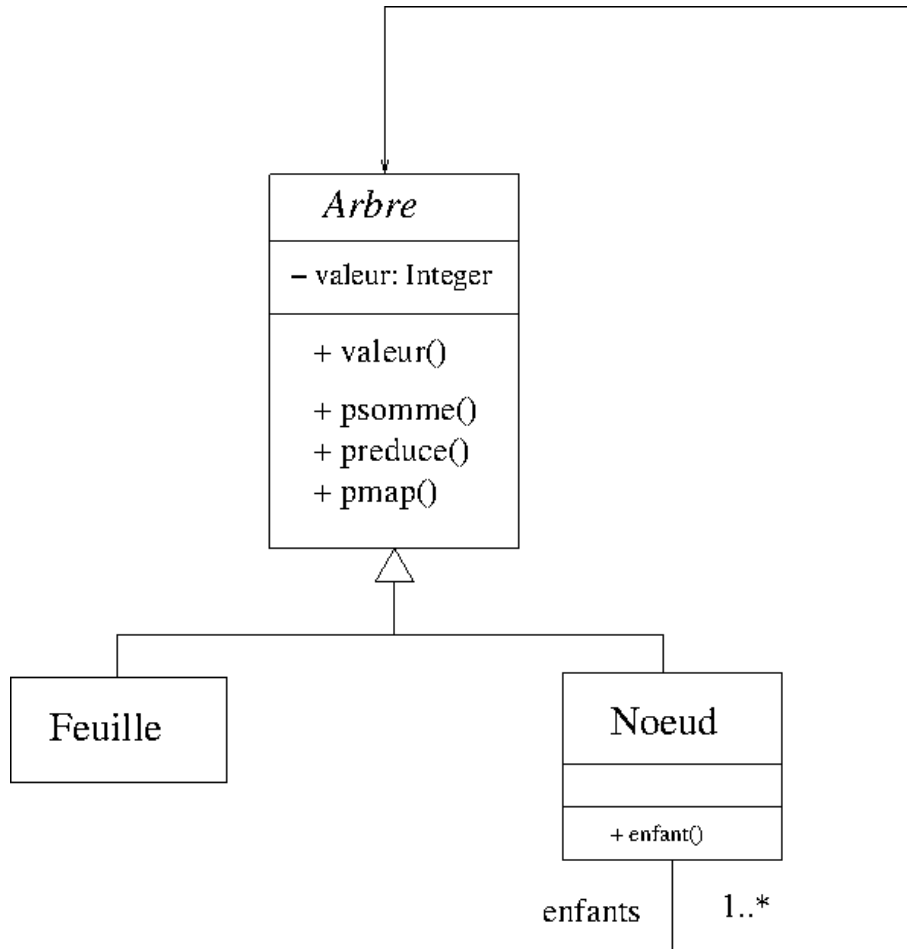 Arbre
– valeur: Integer
+ valeur()
+ psomme()
+ preduce()
+ pmap()
Feuille
Noeud
+ enfant()
enfants 1..*